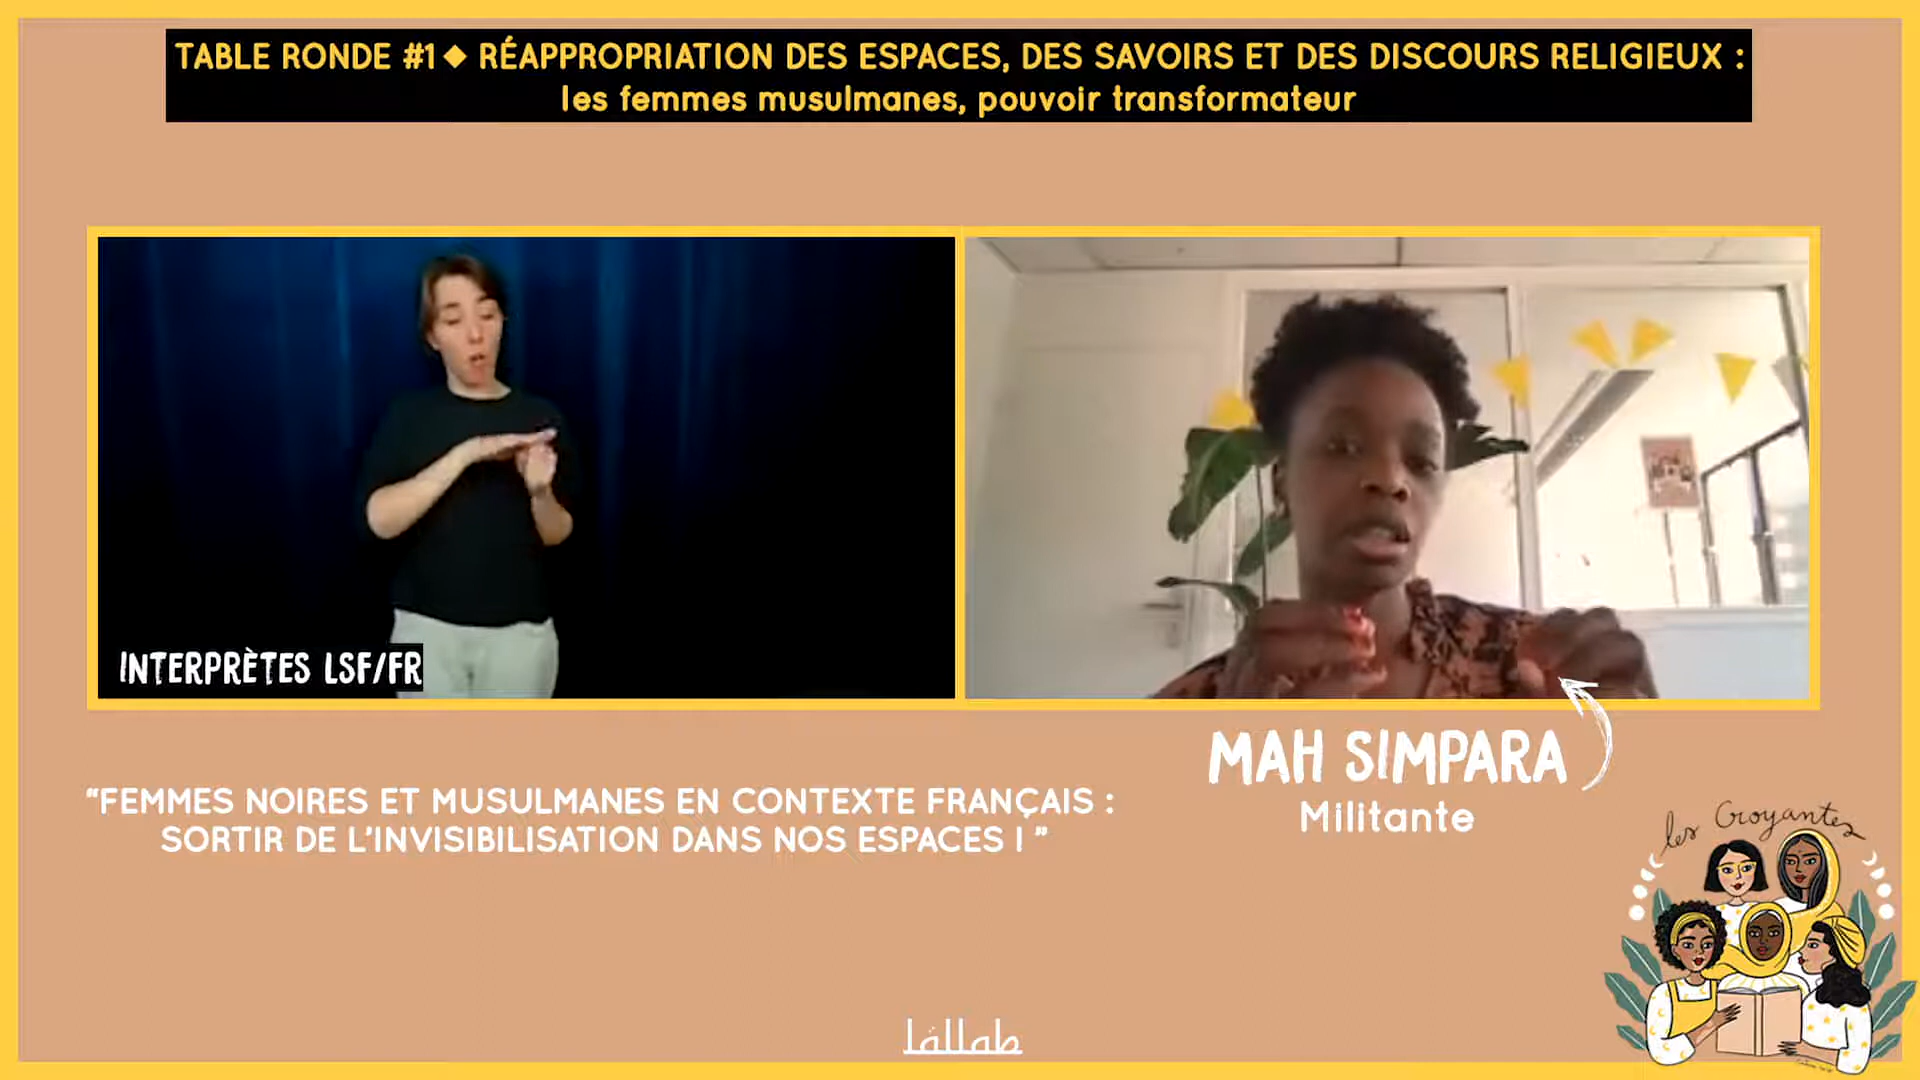 TABLE RONDE #1 ◆ RÉAPPROPRIATION DES ESPACES, DES SAVOIRS ET DES DISCOURS RELIGIEUX :
les femmes musulmanes, pouvoir transformateur
INTERPRÈTES LSF/FR
MAH SIMPARA
Militante
“FEMMES NOIRES ET MUSULMANES EN CONTEXTE FRANÇAIS :
SORTIR DE L’INVISIBILISATION DANS NOS ESPACES ! ”
les Croyantes
lallab